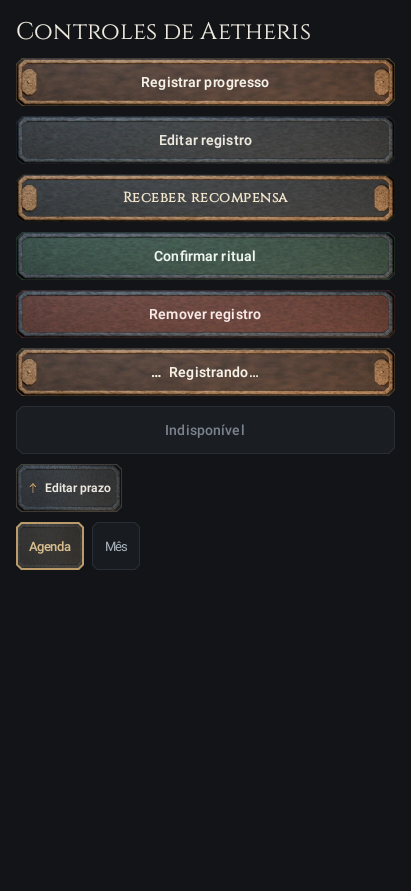 Controles de Aetheris
Registrar progresso
Editar registro
Receber recompensa
Confirmar ritual
Remover registro
… Registrando…
Indisponível
↑ Editar prazo
Agenda
Mês